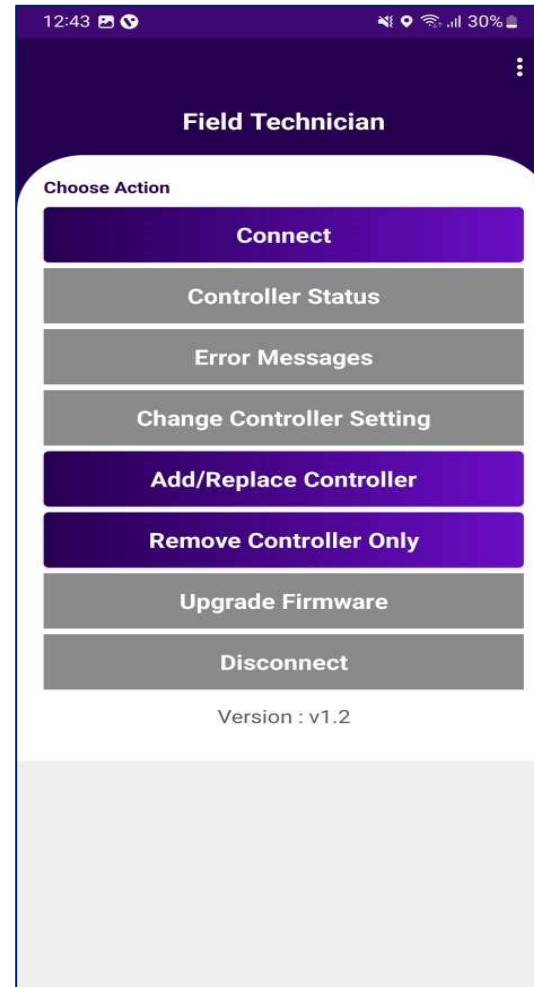 12:43 30%
Field Technician
Choose Action
Connect
Controller Status
Error Messages
Change Controller Setting
Add/Replace Controller
Remove Controller Only
Upgrade Firmware
Disconnect
Version : v1.2